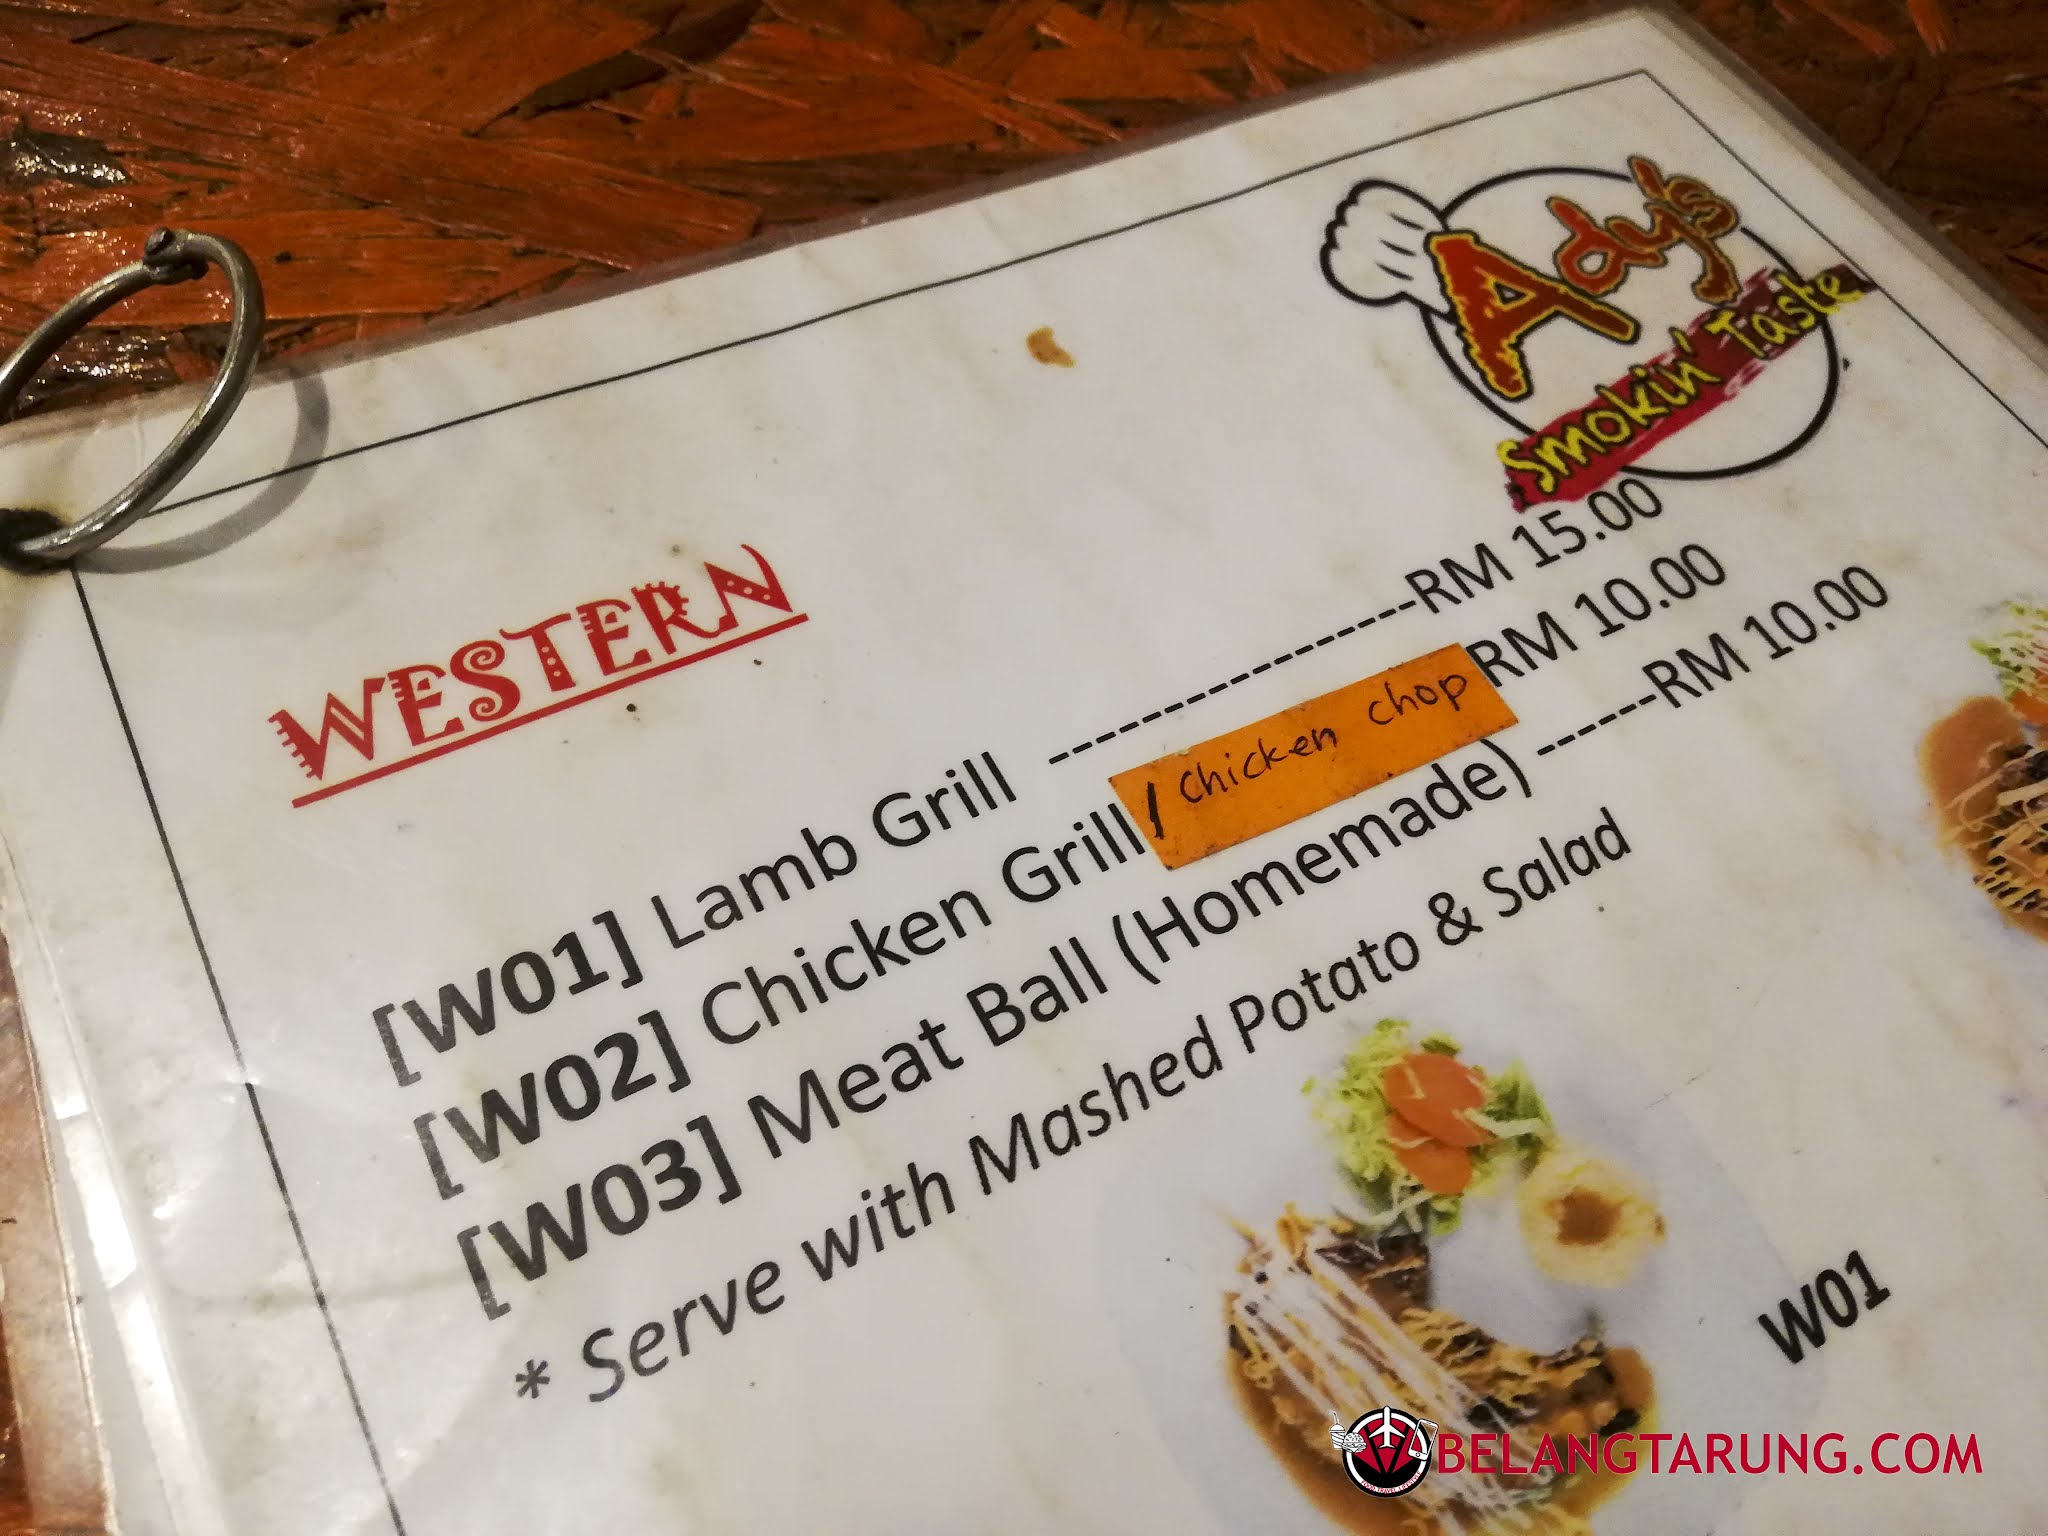 Ady's
Smokin' Taste
WESTERN
[W01] Lamb Grill --------------------------RM 15.00
[W02] Chicken Grill / Chicken chop RM 10.00
[W03] Meat Ball (Homemade) ------RM 10.00
* Serve with Mashed Potato & Salad
W01
BELANGTARUNG.COM